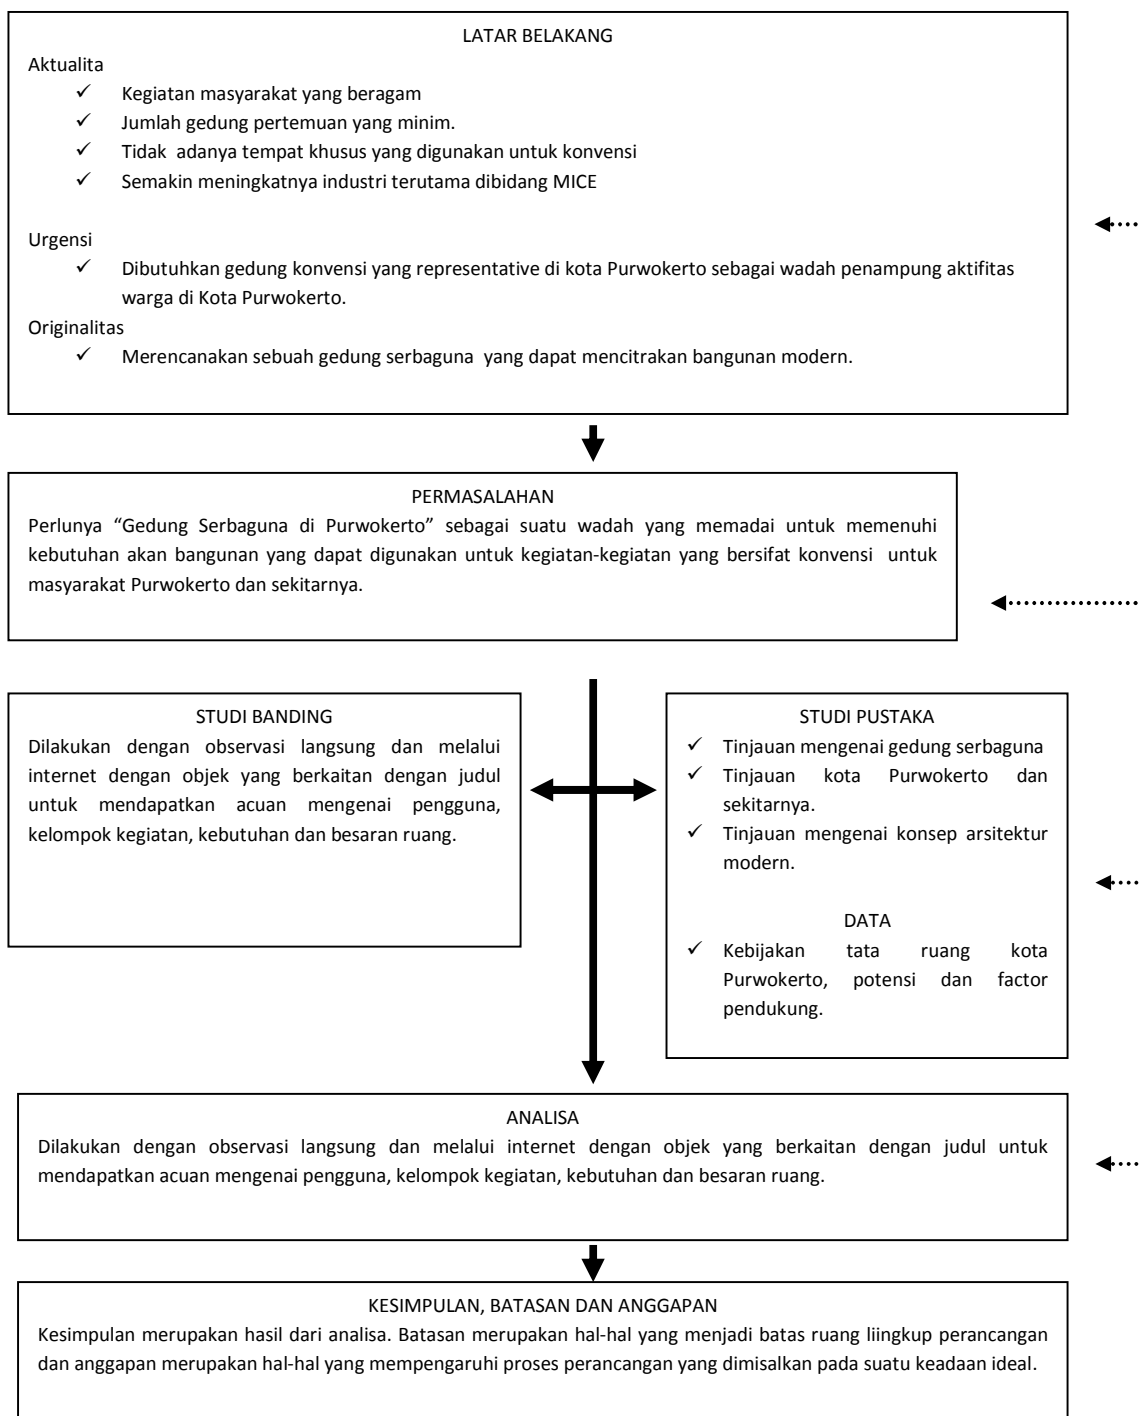 LATAR BELAKANG
Aktualita
✓ Kegiatan masyarakat yang beragam
✓ Jumlah gedung pertemuan yang minim.
✓ Tidak adanya tempat khusus yang digunakan untuk konvensi
✓ Semakin meningkatnya industri terutama dibidang MICE
Urgensi
✓ Dibutuhkan gedung konvensi yang representative di kota Purwokerto sebagai wadah penampung aktifitas
warga di Kota Purwokerto.
Originalitas
✓ Merencanakan sebuah gedung serbaguna yang dapat mencitrakan bangunan modern.
PERMASALAHAN
Perlunya “Gedung Serbaguna di Purwokerto” sebagai suatu wadah yang memadai untuk memenuhi
kebutuhan akan bangunan yang dapat digunakan untuk kegiatan-kegiatan yang bersifat konvensi untuk
masyarakat Purwokerto dan sekitarnya.
STUDI BANDING
Dilakukan dengan observasi langsung dan melalui
internet dengan objek yang berkaitan dengan judul
untuk mendapatkan acuan mengenai pengguna,
kelompok kegiatan, kebutuhan dan besaran ruang.
STUDI PUSTAKA
✓ Tinjauan mengenai gedung serbaguna
✓ Tinjauan kota Purwokerto dan
sekitarnya.
✓ Tinjauan mengenai konsep arsitektur
modern.
DATA
✓ Kebijakan tata ruang kota
Purwokerto, potensi dan factor
pendukung.
ANALISA
Dilakukan dengan observasi langsung dan melalui internet dengan objek yang berkaitan dengan judul untuk
mendapatkan acuan mengenai pengguna, kelompok kegiatan, kebutuhan dan besaran ruang.
KESIMPULAN, BATASAN DAN ANGGAPAN
Kesimpulan merupakan hasil dari analisa. Batasan merupakan hal-hal yang menjadi batas ruang liingkup perancangan
dan anggapan merupakan hal-hal yang mempengaruhi proses perancangan yang dimisalkan pada suatu keadaan ideal.